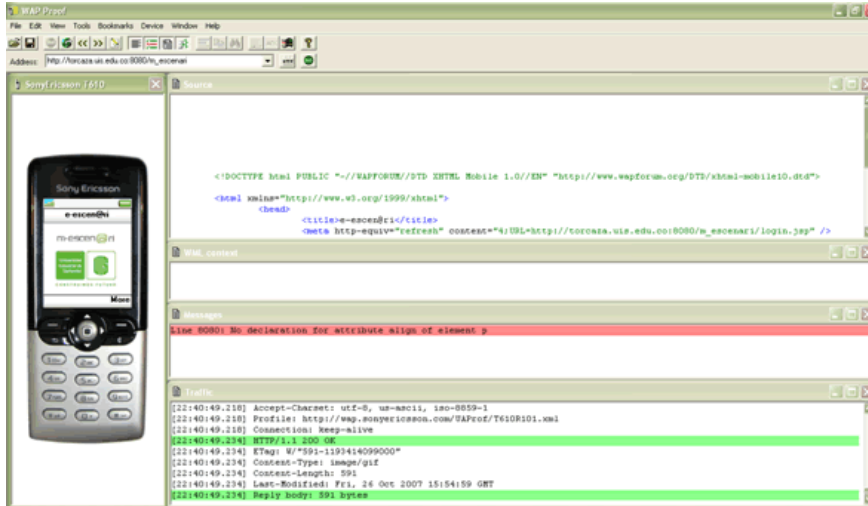 WAP Proof
File Edit View Tools Bookmarks Device Window Help
Address: http://torcaza.uis.edu.co:8080/m_escenari
SonyEricsson T610
Source
Sony Ericsson
e-escen@ri
m-escen@ri
More
<!DOCTYPE html PUBLIC "-//WAPFORUM//DTD XHTML Mobile 1.0//EN" "http://www.wapforum.org/DTD/xhtml-mobile10.dtd">
<html xmlns="http://www.w3.org/1999/xhtml">
<head>
<title>e-escen@ri</title>
<meta http-equiv="refresh" content="4;URL=http://torcaza.uis.edu.co:8080/m_escenari/login.jsp" />
WML context
Messages
Line 8080: No declaration for attribute align of element p
Traffic
[22:40:49.218] Accept-Charset: utf-8, us-ascii, iso-8859-1
[22:40:49.218] Profile: http://wap.sonyericsson.com/UAProf/T610R101.xml
[22:40:49.218] Connection: keep-alive
[22:40:49.234] HTTP/1.1 200 OK
[22:40:49.234] ETag: W/"591-1193414099000"
[22:40:49.234] Content-Type: image/gif
[22:40:49.234] Content-Length: 591
[22:40:49.234] Last-Modified: Fri, 26 Oct 2007 15:54:59 GMT
[22:40:49.234] Reply body: 591 bytes